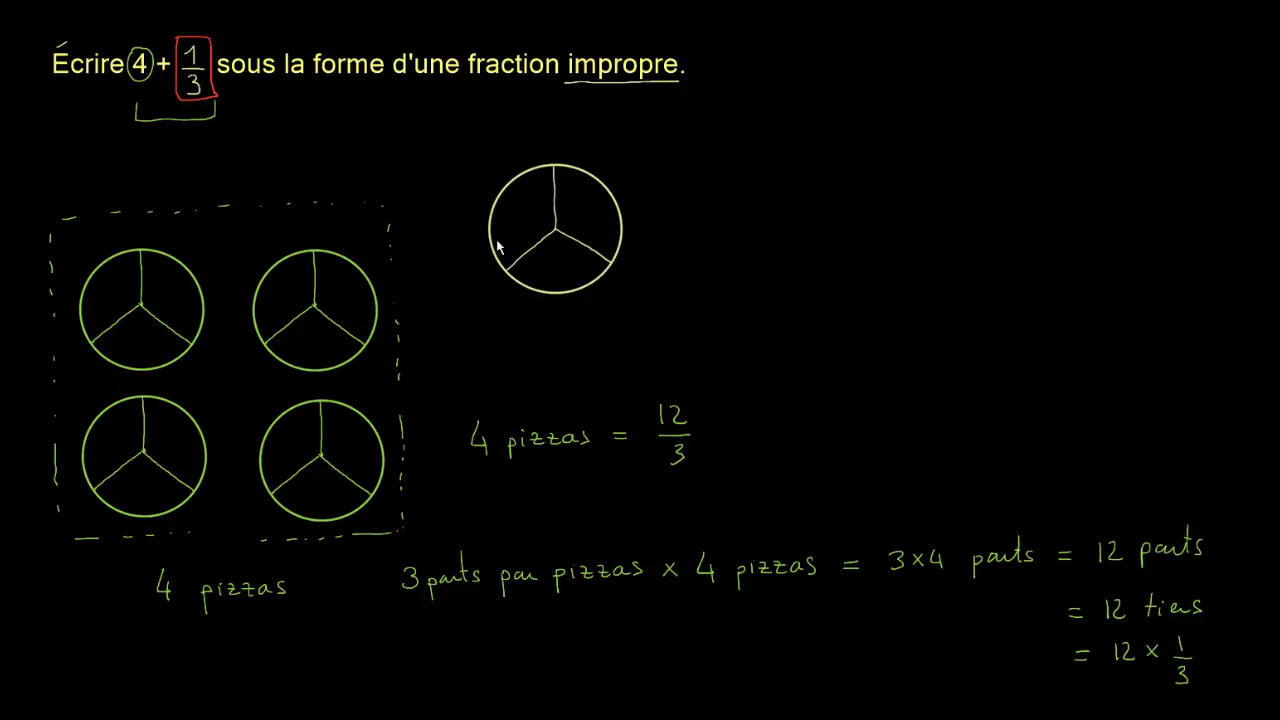 Écrire 4 + 1/3 sous la forme d'une fraction impropre.
4 pizzas = 12/3
4 pizzas
3 parts par pizzas × 4 pizzas = 3×4 parts = 12 parts
= 12 tiers
= 12 × 1/3